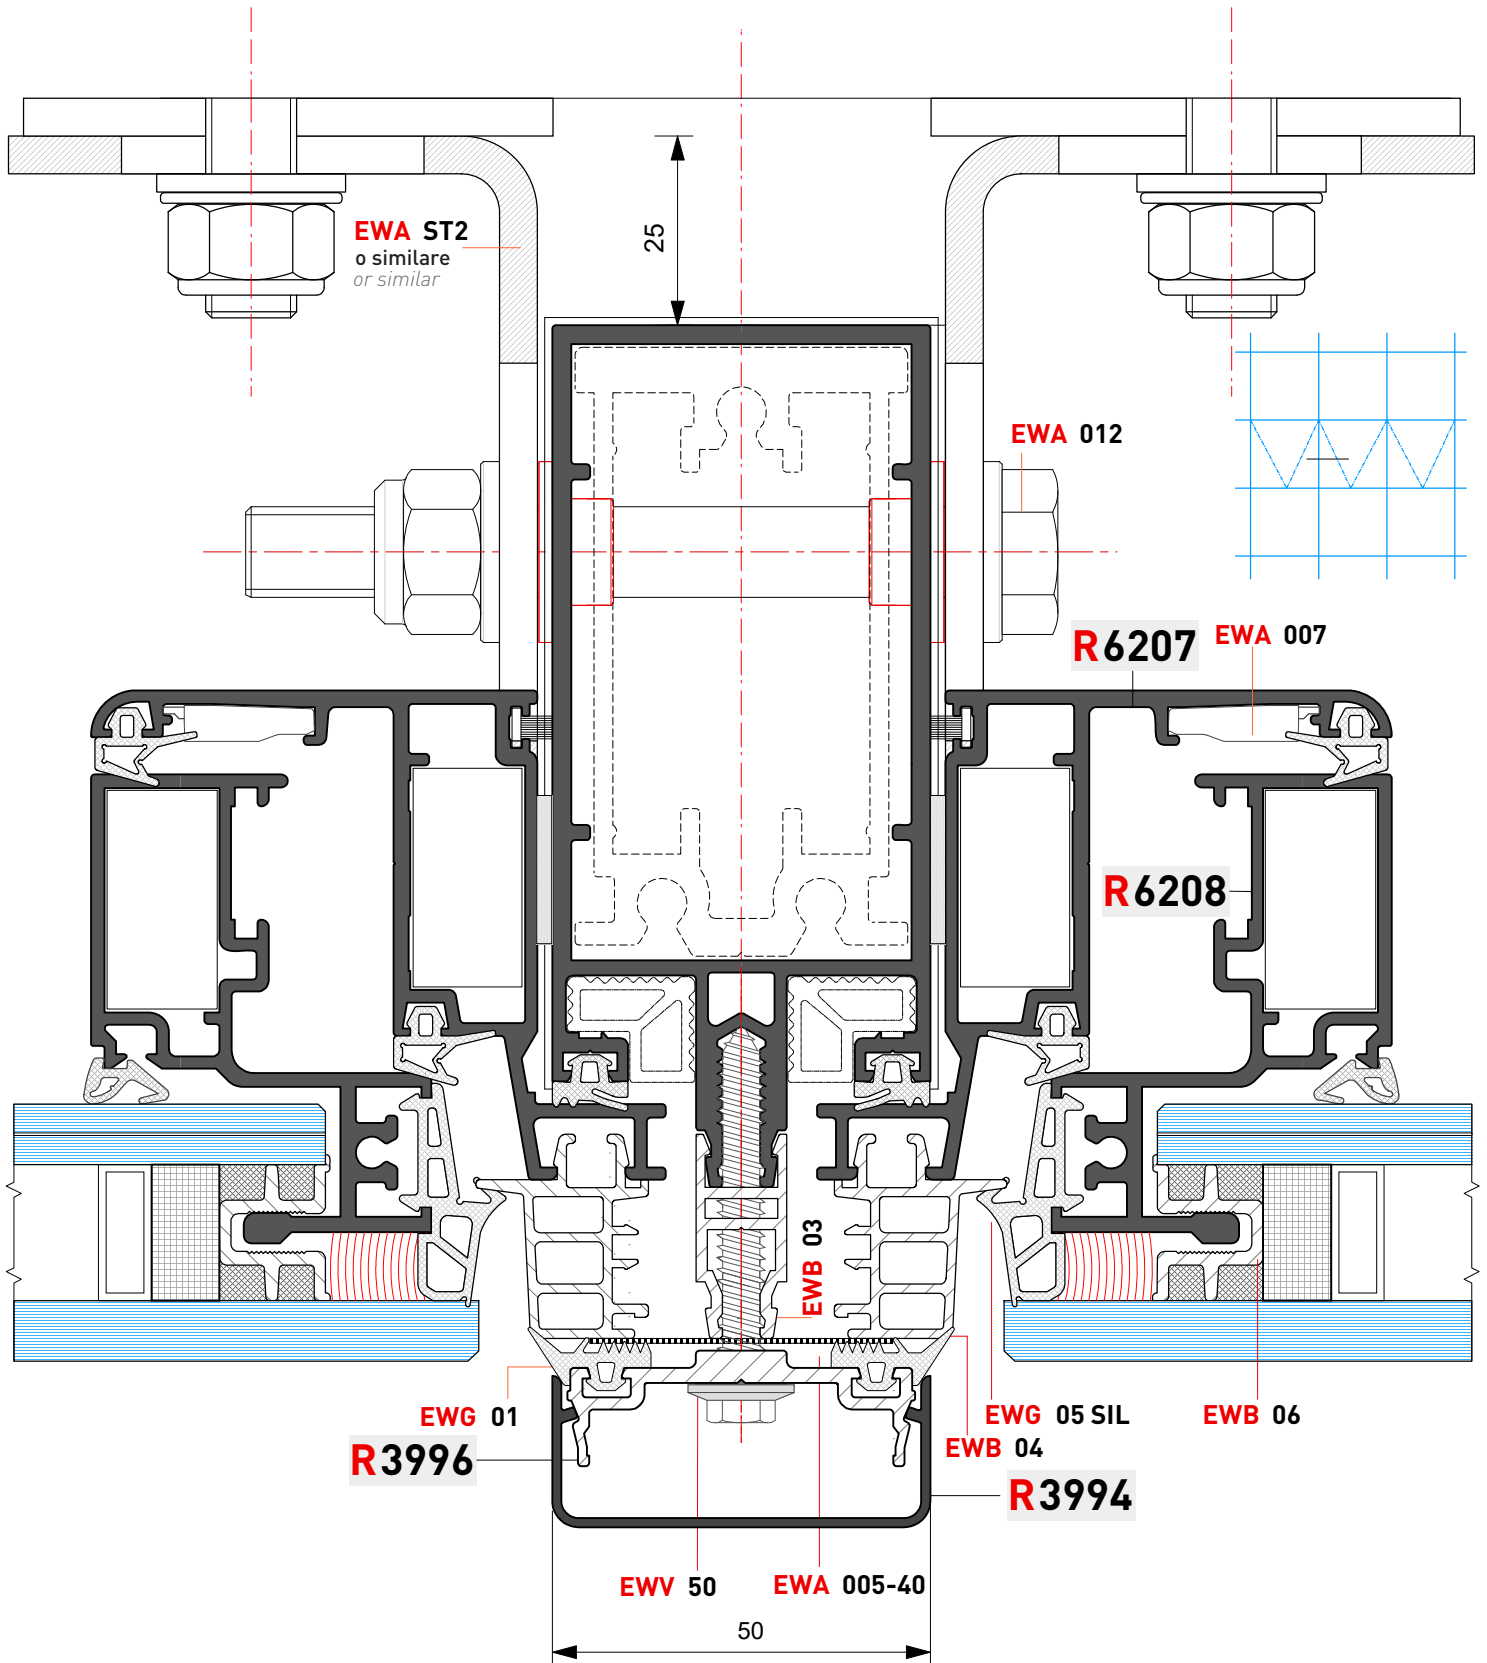 EWA ST2
o similare
or similar
25
EWA 012
R6207
EWA 007
R6208
EWB 03
EWG 01
EWG 05 SIL
EWB 06
EWB 04
R3996
R3994
EWV 50
EWA 005-40
50